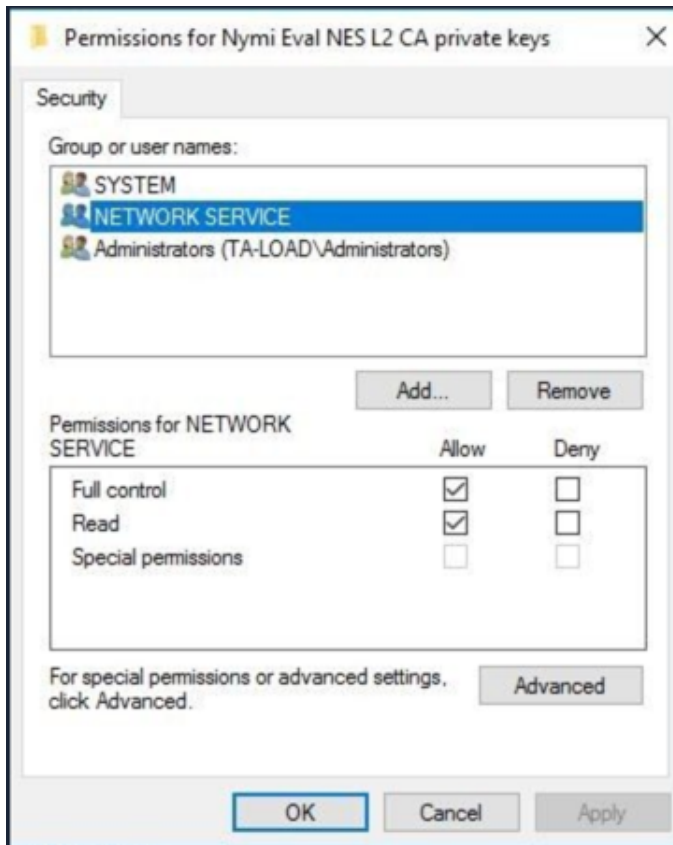 Permissions for Nymi Eval NES L2 CA private keys
Security
Group or user names:
SYSTEM
NETWORK SERVICE
Administrators (TA-LOAD\Administrators)
Add...
Remove
Permissions for NETWORK
SERVICE
Allow
Deny
Full control
Read
Special permissions
For special permissions or advanced settings,
click Advanced.
Advanced
OK
Cancel
Apply